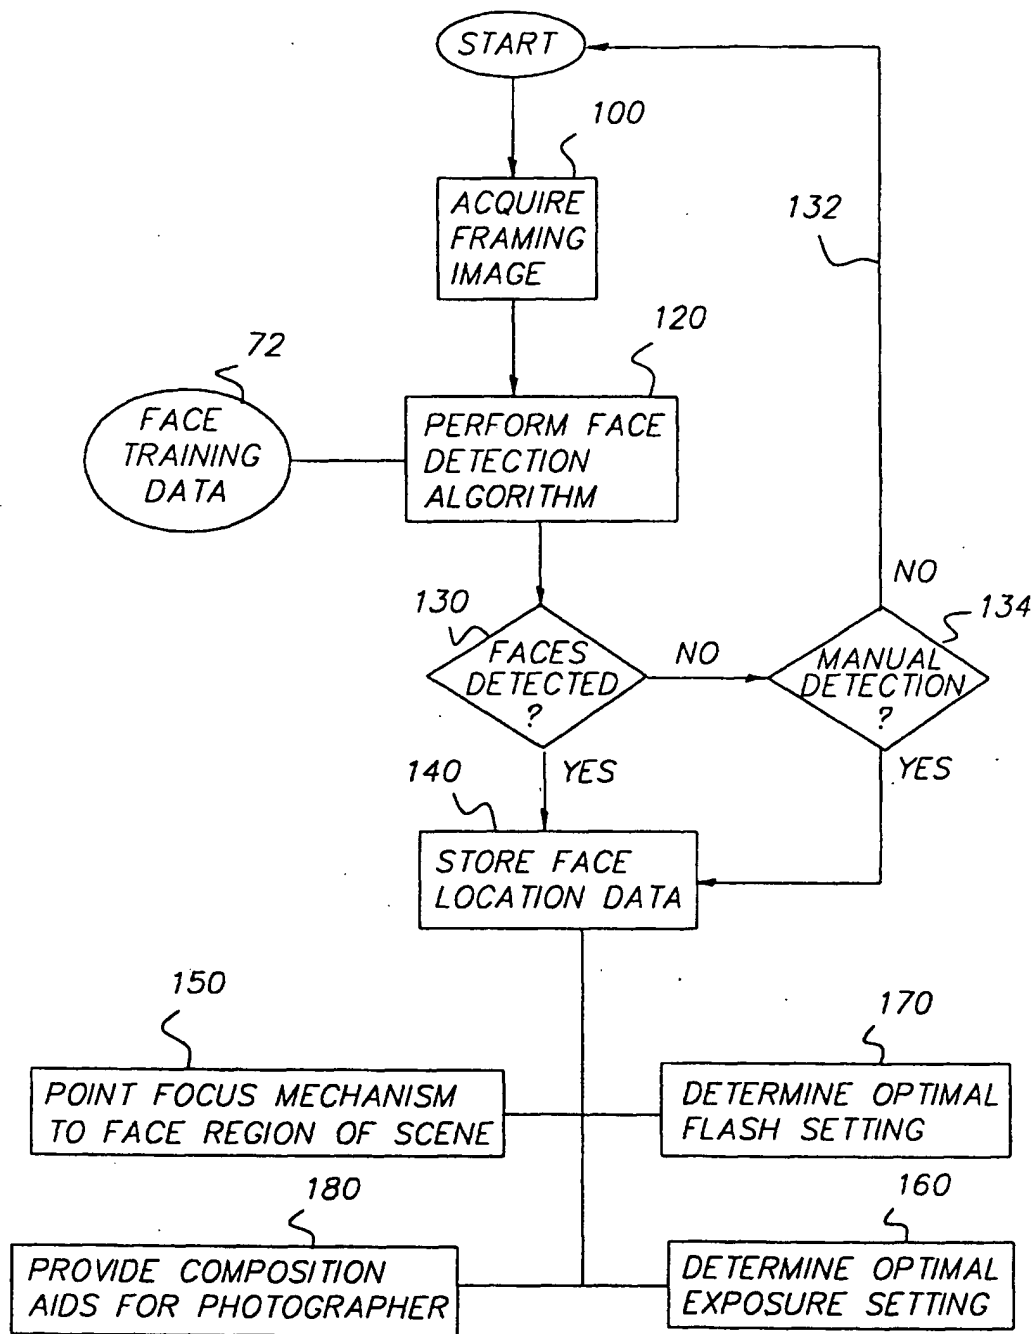 START
100
ACQUIRE
FRAMING
IMAGE
132
120
72
FACE
TRAINING
DATA
PERFORM FACE
DETECTION
ALGORITHM
NO
130
134
FACES
DETECTED
?
NO
MANUAL
DETECTION
?
140
YES
YES
STORE FACE
LOCATION DATA
150
170
POINT FOCUS MECHANISM
TO FACE REGION OF SCENE
DETERMINE OPTIMAL
FLASH SETTING
180
160
PROVIDE COMPOSITION
AIDS FOR PHOTOGRAPHER
DETERMINE OPTIMAL
EXPOSURE SETTING